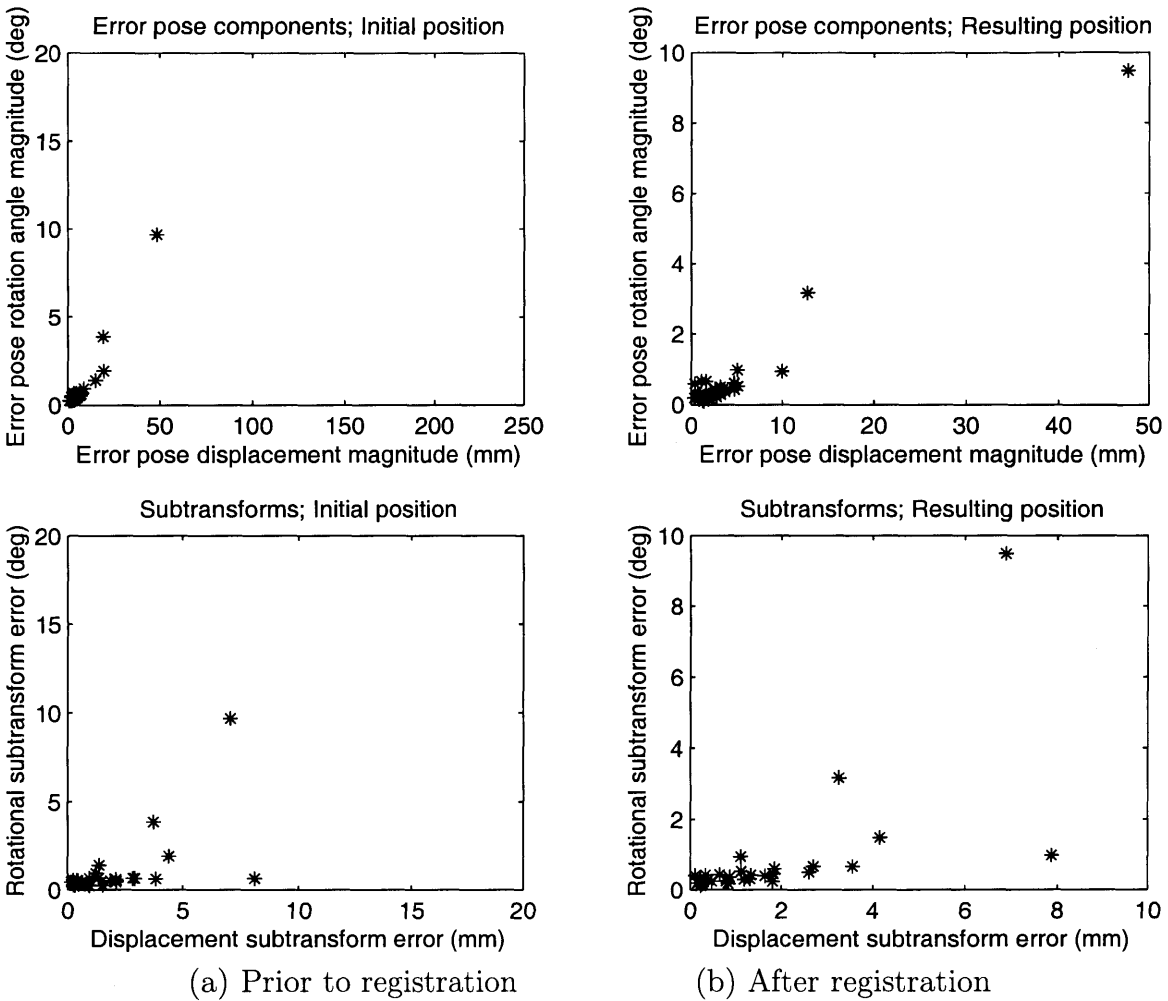 Error pose components; Initial position
Error pose rotation angle magnitude (deg)
20
15
10
5
0
0 50 100 150 200 250
Error pose displacement magnitude (mm)
Error pose components; Resulting position
Error pose rotation angle magnitude (deg)
10
8
6
4
2
0
0 10 20 30 40 50
Error pose displacement magnitude (mm)
Subtransforms; Initial position
Rotational subtransform error (deg)
20
15
10
5
0
0 5 10 15 20
Displacement subtransform error (mm)
Subtransforms; Resulting position
Rotational subtransform error (deg)
10
8
6
4
2
0
0 2 4 6 8 10
Displacement subtransform error (mm)
(a) Prior to registration
(b) After registration